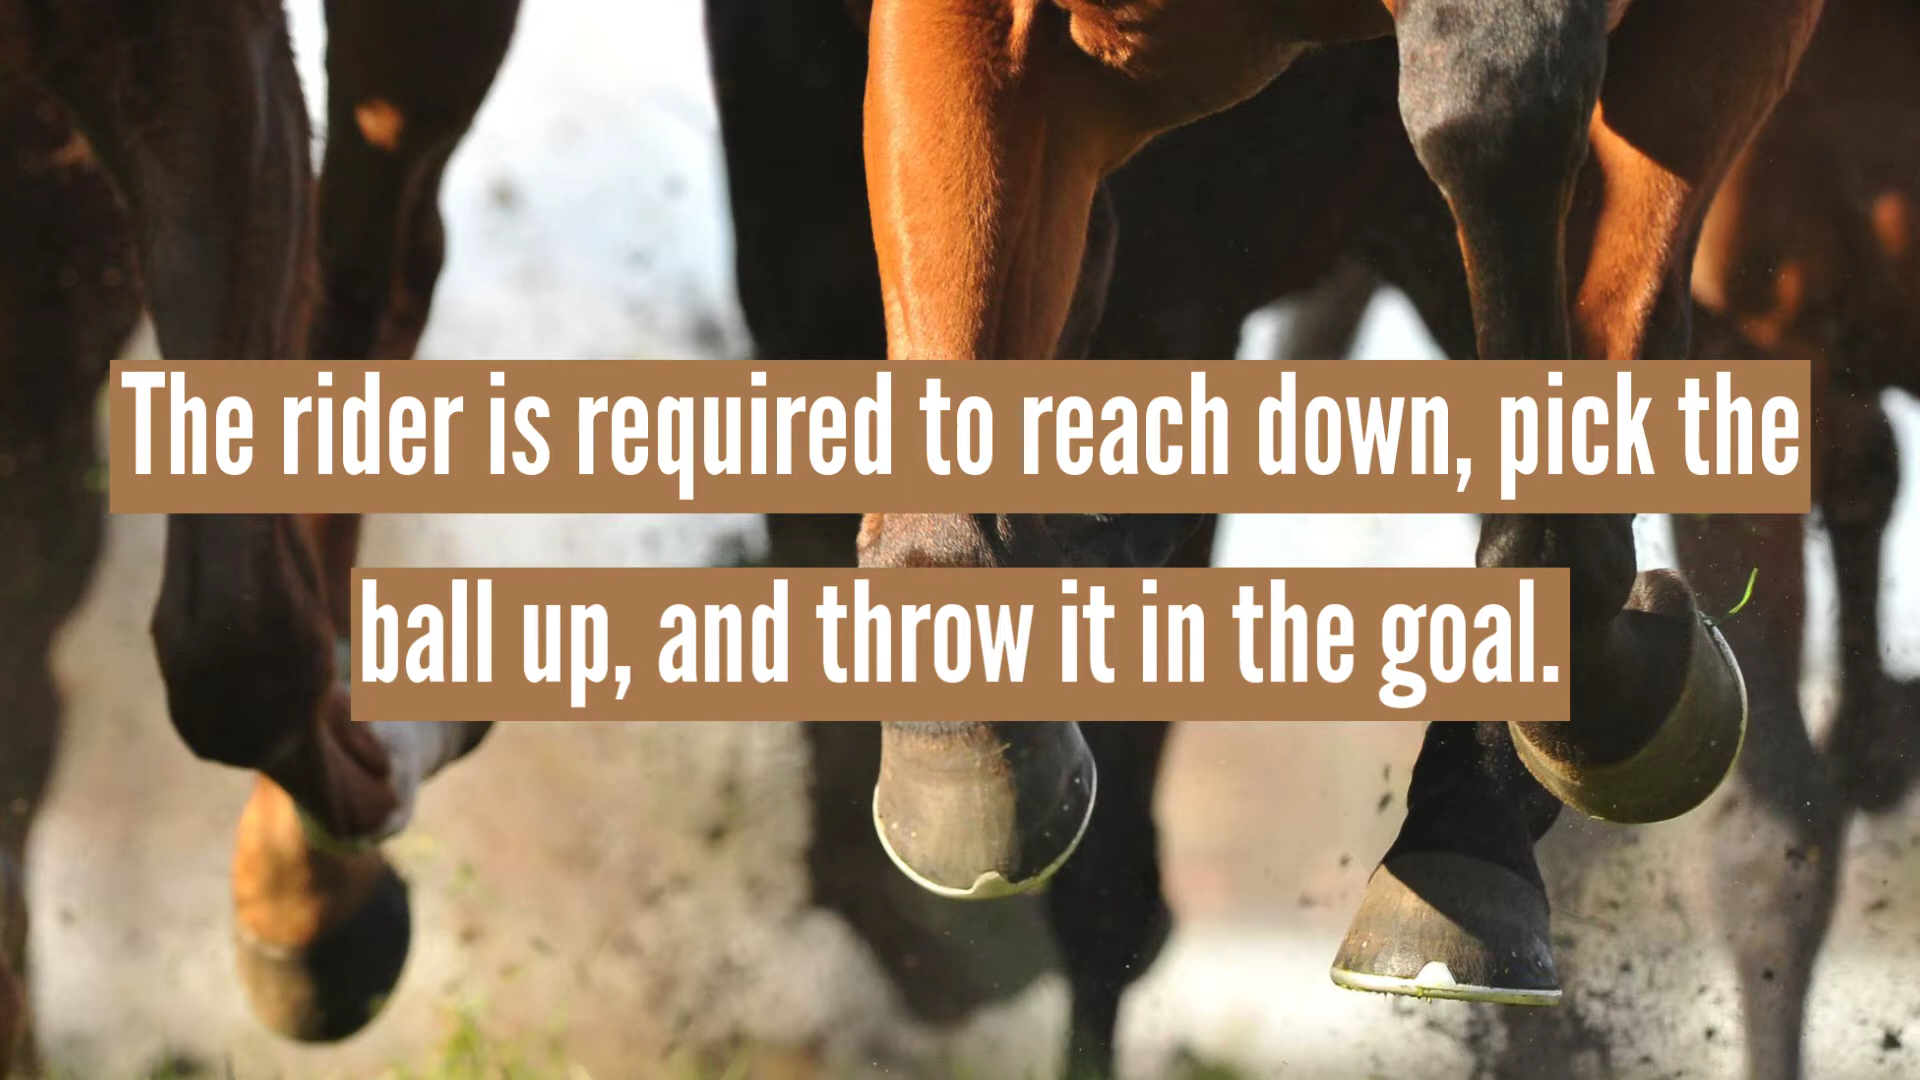 The rider is required to reach down, pick the
ball up, and throw it in the goal.